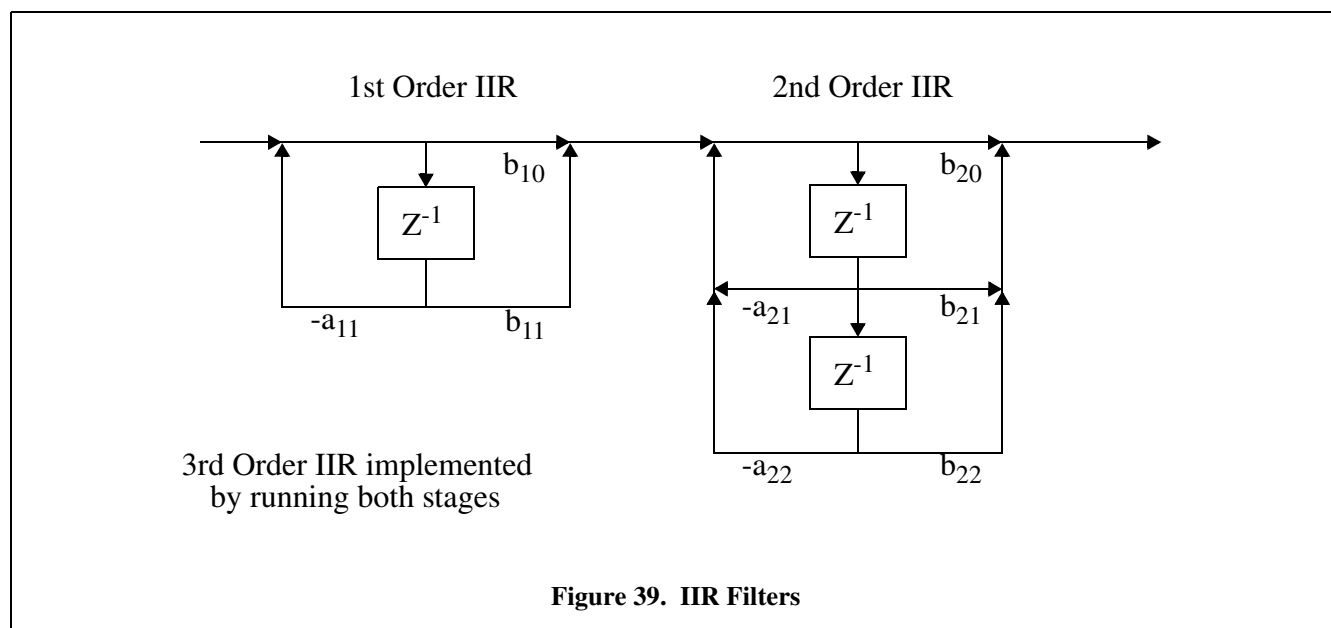 1st Order IIR
2nd Order IIR
b10
b20
Z-1
Z-1
-a11
b11
-a21
b21
Z-1
3rd Order IIR implemented
by running both stages
-a22
b22
Figure 39. IIR Filters